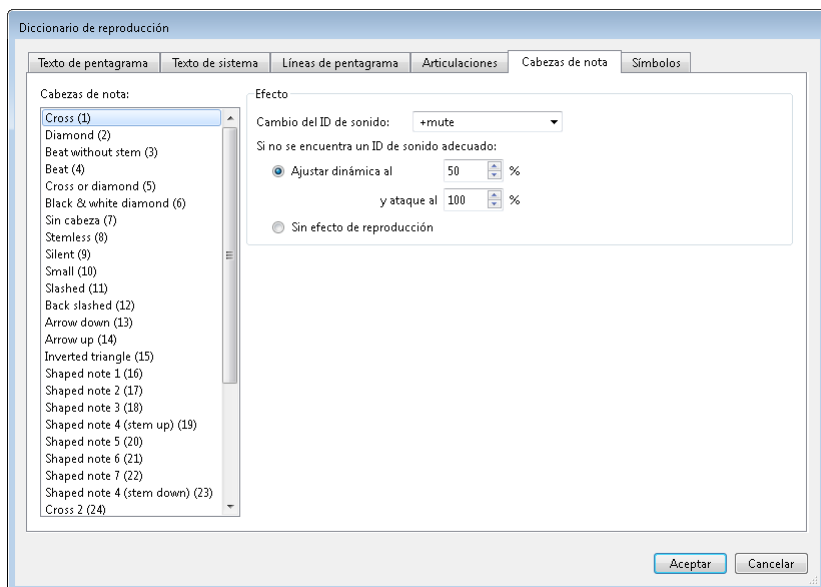 Diccionario de reproducción
Texto de pentagrama Texto de sistema Líneas de pentagrama Articulaciones Cabezas de nota Símbolos
Cabezas de nota:
Cross (1)
Diamond (2)
Beat without stem (3)
Beat (4)
Cross or diamond (5)
Black & white diamond (6)
Sin cabeza (7)
Stemless (8)
Silent (9)
Small (10)
Slashed (11)
Back slashed (12)
Arrow down (13)
Arrow up (14)
Inverted triangle (15)
Shaped note 1 (16)
Shaped note 2 (17)
Shaped note 3 (18)
Shaped note 4 (stem up) (19)
Shaped note 5 (20)
Shaped note 6 (21)
Shaped note 7 (22)
Shaped note 4 (stem down) (23)
Cross 2 (24)
Efecto
Cambio del ID de sonido: +mute
Si no se encuentra un ID de sonido adecuado:
Ajustar dinámica al 50 %
y ataque al 100 %
Sin efecto de reproducción
Aceptar Cancelar